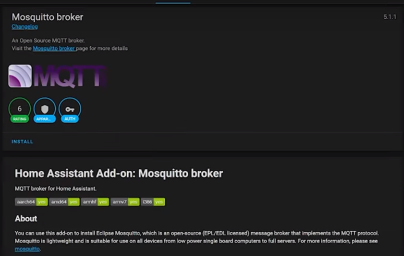 Mosquitto broker
5.1.1
Changelog
An Open Source MQTT broker.
Visit the Mosquitto broker page for more details
MQTT
6
RATING
AUTH
INSTALL
Home Assistant Add-on: Mosquitto broker
MQTT broker for Home Assistant.
aarch64 yes amd64 yes armhf yes armv7 yes i386 yes
About
You can use this add-on to install Eclipse Mosquitto, which is an open-source (EPL/EDL licensed) message broker that implements the MQTT protocol.
Mosquitto is lightweight and is suitable for use on all devices from low power single board computers to full servers. For more information, please see
mosquitto.